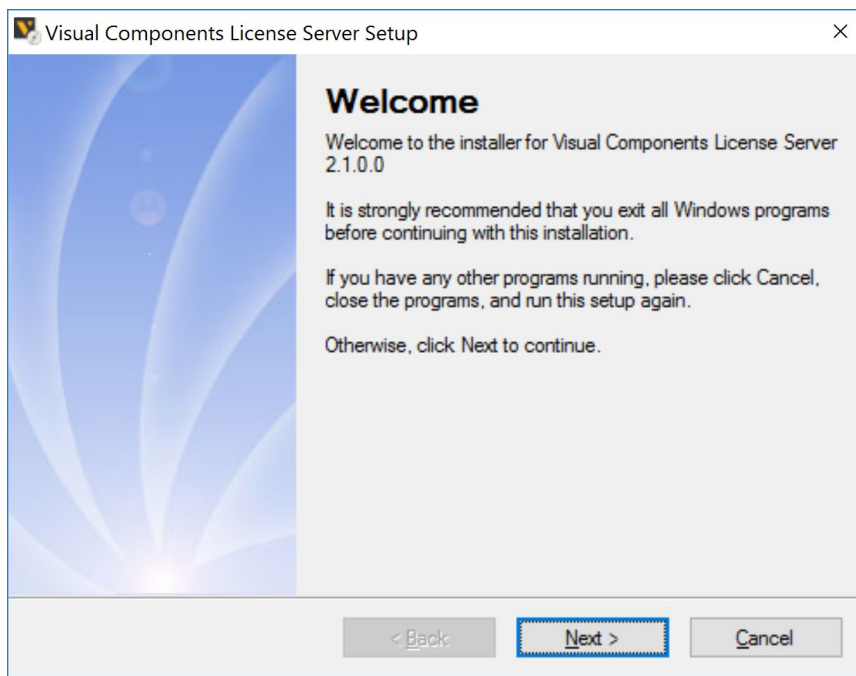 Visual Components License Server Setup
Welcome
Welcome to the installer for Visual Components License Server
2.1.0.0
It is strongly recommended that you exit all Windows programs
before continuing with this installation.
If you have any other programs running, please click Cancel,
close the programs, and run this setup again.
Otherwise, click Next to continue.
< Back
Next >
Cancel